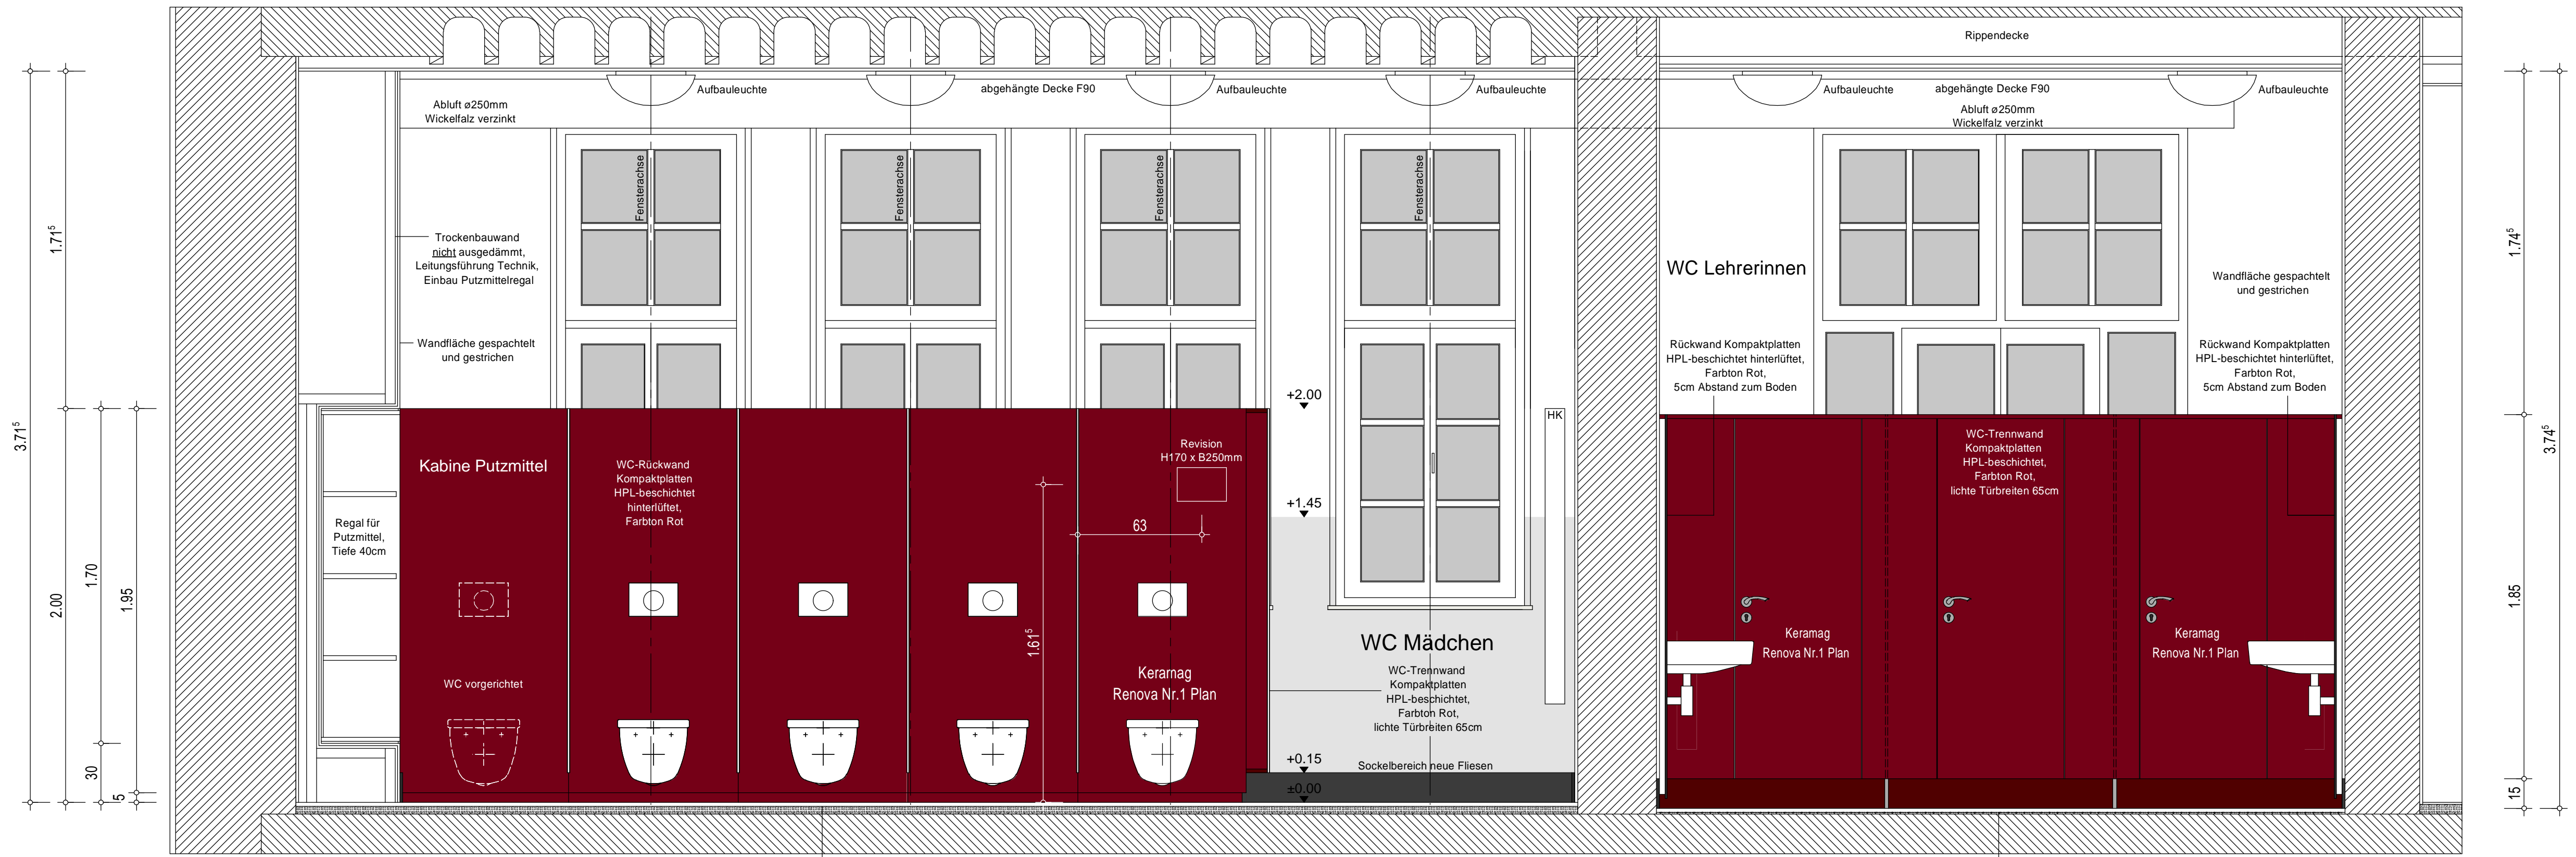 Rippendecke
Aufbauleuchte
abgehängte Decke F90
Aufbauleuchte
Aufbauleuchte
Aufbauleuchte
abgehängte Decke F90
Aufbauleuchte
Abluft ø250mm
Wickelfalz verzinkt
Abluft ø250mm
Wickelfalz verzinkt
Fensterachse
Fensterachse
Fensterachse
Fensterachse
Trockenbauwand
nicht ausgedämmt,
Leitungsführung Technik,
Einbau Putzmittelregal
Wandfläche gespachtelt
und gestrichen
WC Lehrerinnen
Wandfläche gespachtelt
und gestrichen
Rückwand Kompaktplatten
HPL-beschichtet hinterlüftet,
Farbton Rot,
5cm Abstand zum Boden
Rückwand Kompaktplatten
HPL-beschichtet hinterlüftet,
Farbton Rot,
5cm Abstand zum Boden
3.71⁵
1.71⁵
2.00
1.70
30
1.95
5
Regal für
Putzmittel,
Tiefe 40cm
Kabine Putzmittel
WC vorgerichtet
WC-Rückwand
Kompaktplatten
HPL-beschichtet
hinterlüftet,
Farbton Rot
1.61⁵
63
Revision
H170 x B250mm
Keramag
Renova Nr.1 Plan
+2.00
+1.45
+0.15
±0.00
HK
WC Mädchen
WC-Trennwand
Kompaktplatten
HPL-beschichtet,
Farbton Rot,
lichte Türbreiten 65cm
Sockelbereich neue Fliesen
WC-Trennwand
Kompaktplatten
HPL-beschichtet,
Farbton Rot,
lichte Türbreiten 65cm
Keramag
Renova Nr.1 Plan
Keramag
Renova Nr.1 Plan
1.74⁵
1.85
15
3.74⁵